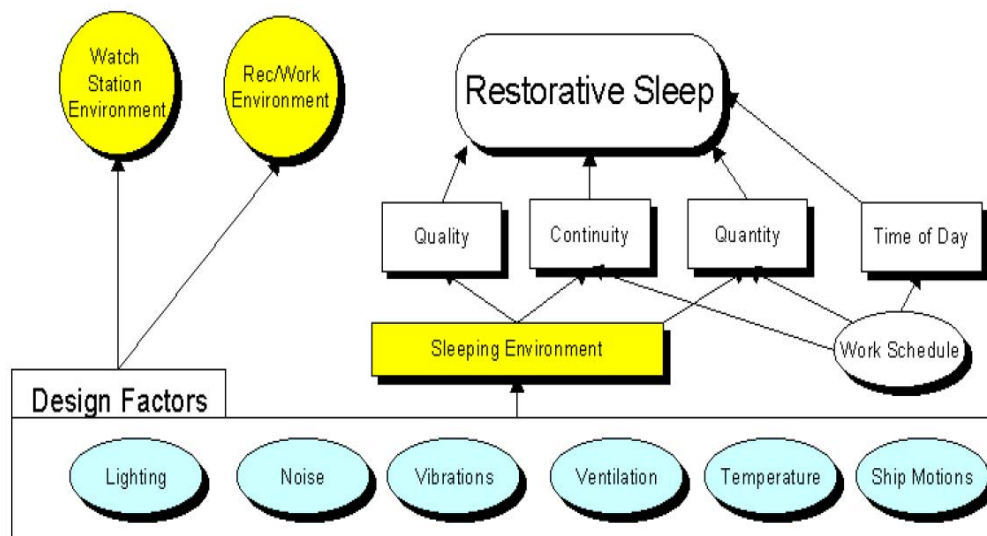 Watch
Station
Environment
Rec/Work
Environment
Restorative Sleep
Quality
Continuity
Quantity
Time of Day
Sleeping Environment
Work Schedule
Design Factors
Lighting
Noise
Vibrations
Ventilation
Temperature
Ship Motions